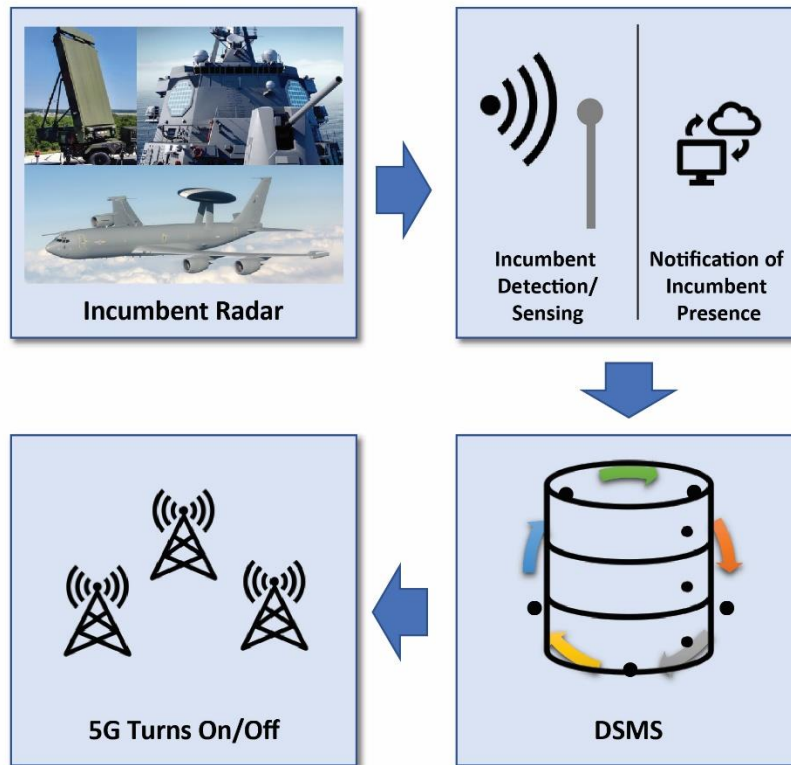 Incumbent Radar
Incumbent
Detection/
Sensing
Notification of
Incumbent
Presence
5G Turns On/Off
DSMS